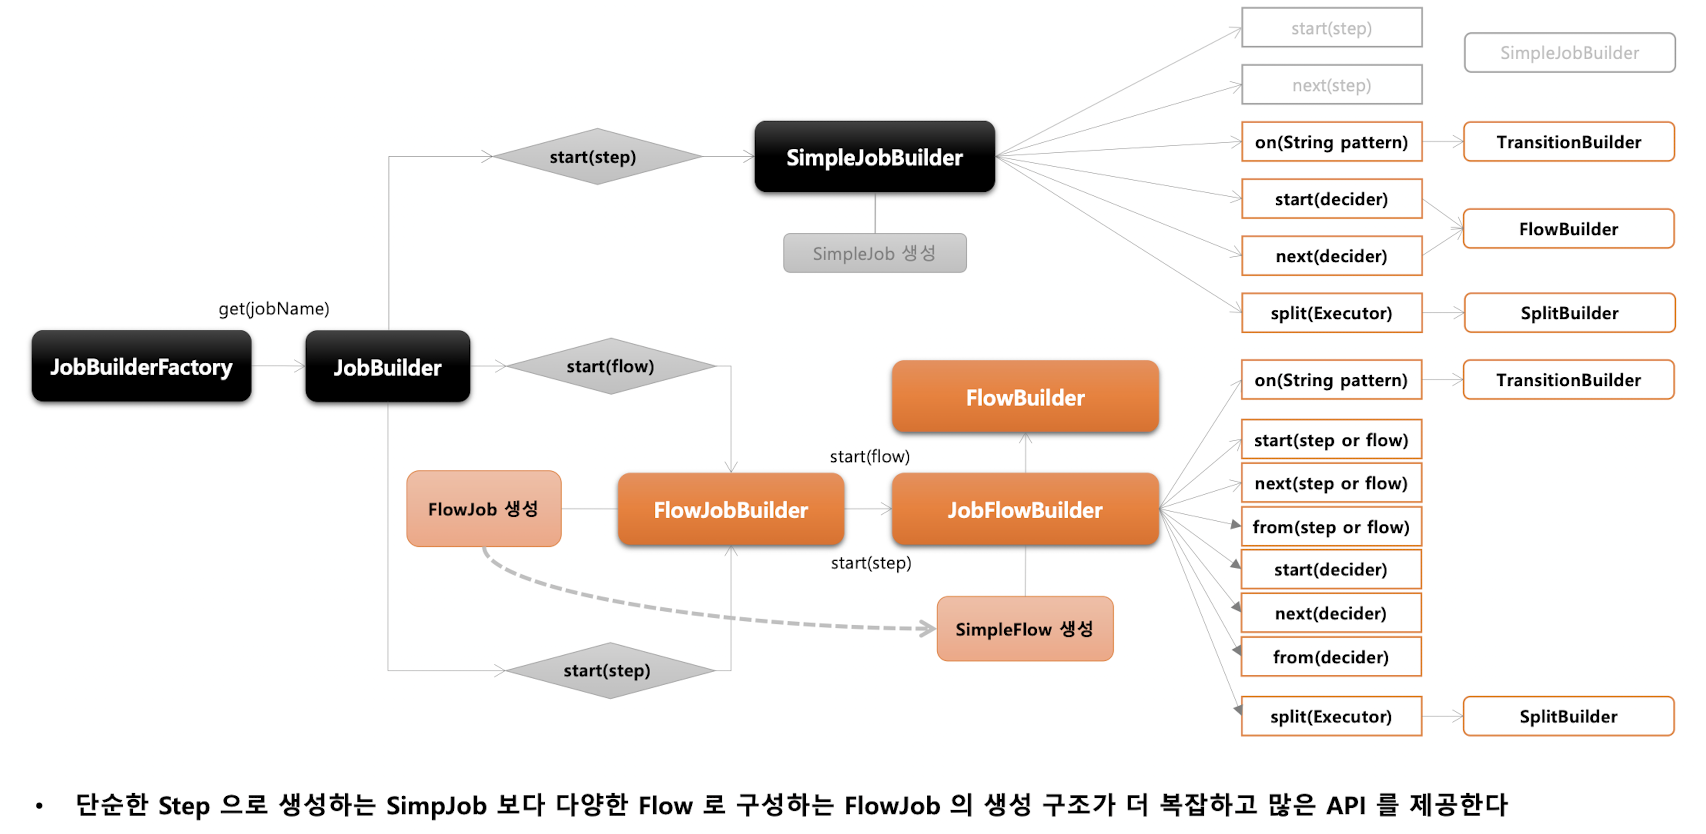 start(step)
SimpleJobBuilder
next(step)
on(String pattern)
TransitionBuilder
start(step)
SimpleJobBuilder
start(decider)
FlowBuilder
next(decider)
SimpleJob 생성
split(Executor)
SplitBuilder
get(jobName)
JobBuilderFactory
JobBuilder
start(flow)
FlowBuilder
on(String pattern)
TransitionBuilder
start(step or flow)
start(flow)
next(step or flow)
FlowJob 생성
FlowJobBuilder
JobFlowBuilder
from(step or flow)
start(step)
start(decider)
next(decider)
SimpleFlow 생성
from(decider)
start(step)
split(Executor)
SplitBuilder
• 단순한 Step 으로 생성하는 SimpJob 보다 다양한 Flow 로 구성하는 FlowJob 의 생성 구조가 더 복잡하고 많은 API 를 제공한다